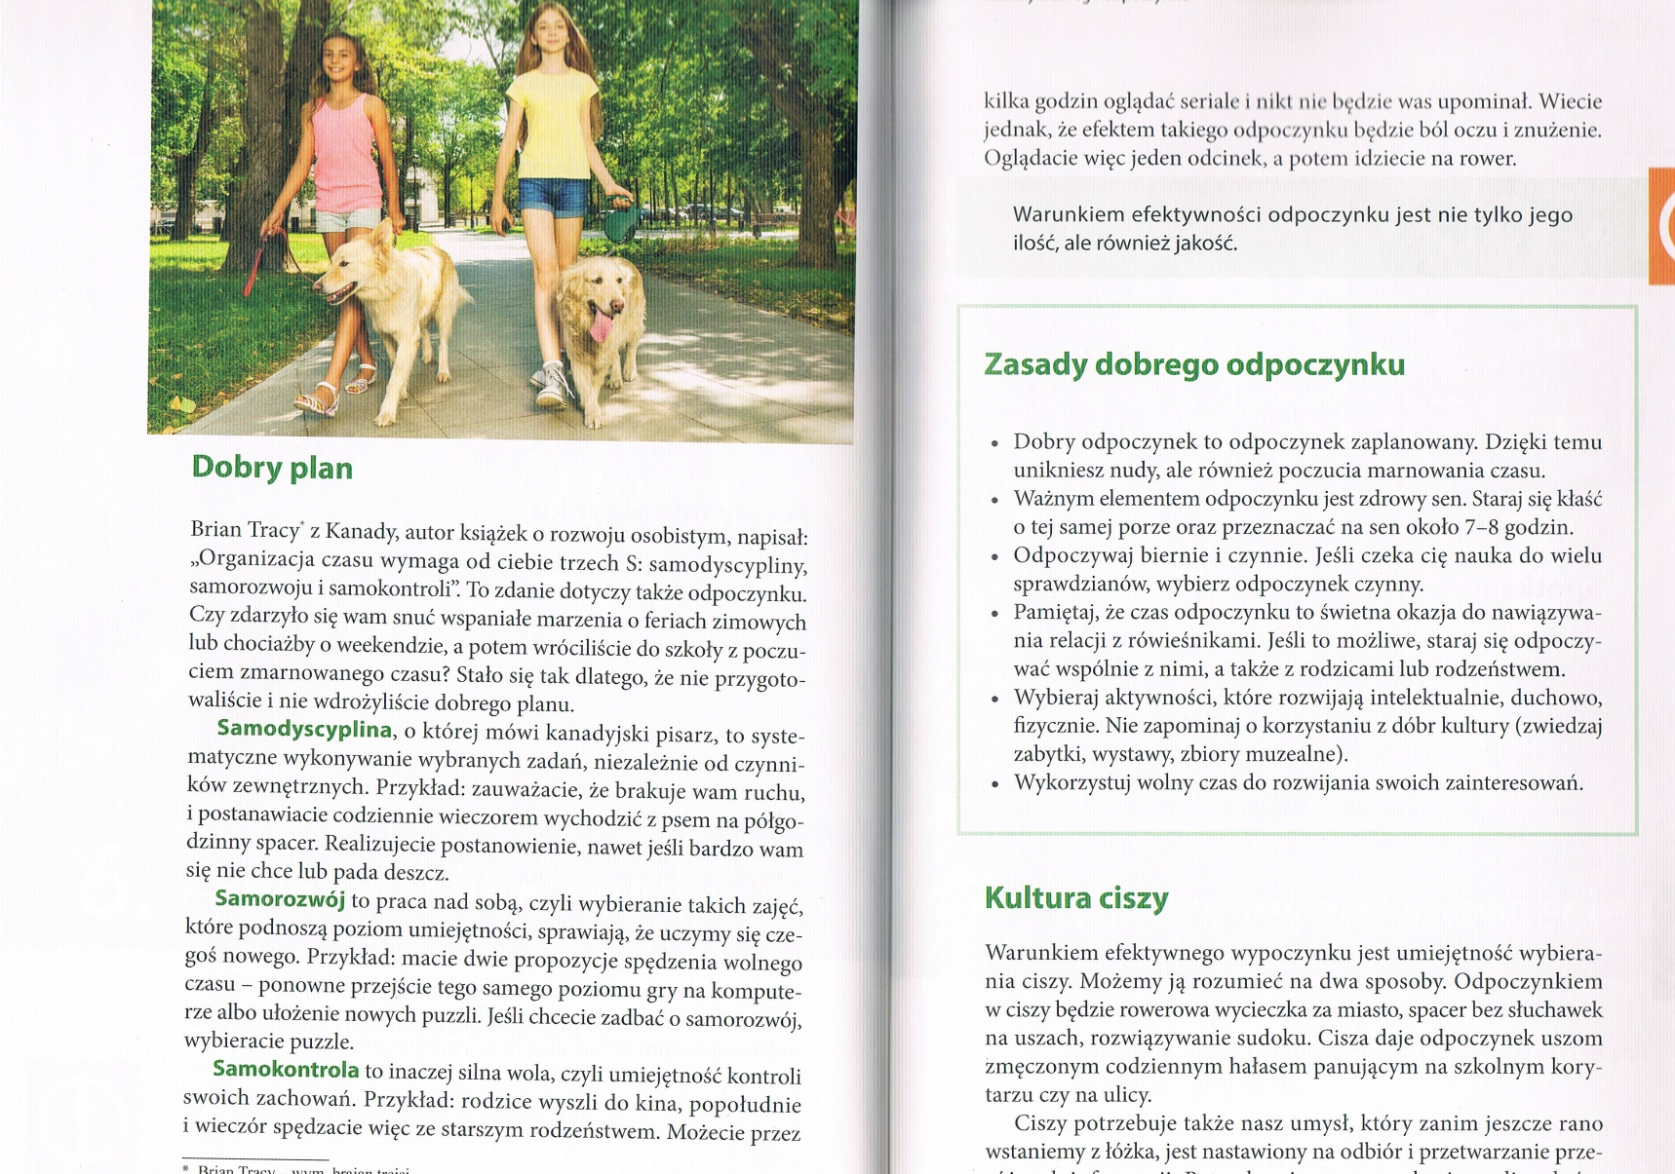 Dobry plan
Brian Tracy* z Kanady, autor książek o rozwoju osobistym, napisał:
„Organizacja czasu wymaga od ciebie trzech S: samodyscypliny,
samorozwoju i samokontroli”. To zdanie dotyczy także odpoczynku.
Czy zdarzyło się wam snuć wspaniałe marzenia o feriach zimowych
lub chociażby o weekendzie, a potem wróciliście do szkoły z poczu-
ciem zmarnowanego czasu? Stało się tak dlatego, że nie przygoto-
waliście i nie wdrożyliście dobrego planu.
Samodyscyplina, o której mówi kanadyjski pisarz, to syste-
matyczne wykonywanie wybranych zadań, niezależnie od czynni-
ków zewnętrznych. Przykład: zauważacie, że brakuje wam ruchu,
i postanawiacie codziennie wieczorem wychodzić z psem na półgo-
dzinny spacer. Realizujecie postanowienie, nawet jeśli bardzo wam
się nie chce lub pada deszcz.
Samorozwój to praca nad sobą, czyli wybieranie takich zajęć,
które podnoszą poziom umiejętności, sprawiają, że uczymy się cze-
goś nowego. Przykład: macie dwie propozycje spędzenia wolnego
czasu – ponowne przejście tego samego poziomu gry na kompute-
rze albo ułożenie nowych puzzli. Jeśli chcecie zadbać o samorozwój,
wybieracie puzzle.
Samokontrola to inaczej silna wola, czyli umiejętność kontroli
swoich zachowań. Przykład: rodzice wyszli do kina, popołudnie
i wieczór spędzacie więc ze starszym rodzeństwem. Możecie przez
* Brian Tracy – wym. brajan trejsi
kilka godzin oglądać seriale i nikt nie będzie was upominał. Wiecie
jednak, że efektem takiego odpoczynku będzie ból oczu i znużenie.
Oglądacie więc jeden odcinek, a potem idziecie na rower.
Warunkiem efektywności odpoczynku jest nie tylko jego
ilość, ale również jakość.
Zasady dobrego odpoczynku
• Dobry odpoczynek to odpoczynek zaplanowany. Dzięki temu
unikniesz nudy, ale również poczucia marnowania czasu.
• Ważnym elementem odpoczynku jest zdrowy sen. Staraj się kłaść
o tej samej porze oraz przeznaczać na sen około 7–8 godzin.
• Odpoczywaj biernie i czynnie. Jeśli czeka cię nauka do wielu
sprawdzianów, wybierz odpoczynek czynny.
• Pamiętaj, że czas odpoczynku to świetna okazja do nawiązywa-
nia relacji z rówieśnikami. Jeśli to możliwe, staraj się odpoczy-
wać wspólnie z nimi, a także z rodzicami lub rodzeństwem.
• Wybieraj aktywności, które rozwijają intelektualnie, duchowo,
fizycznie. Nie zapominaj o korzystaniu z dóbr kultury (zwiedzaj
zabytki, wystawy, zbiory muzealne).
• Wykorzystuj wolny czas do rozwijania swoich zainteresowań.
Kultura ciszy
Warunkiem efektywnego wypoczynku jest umiejętność wybiera-
nia ciszy. Możemy ją rozumieć na dwa sposoby. Odpoczynkiem
w ciszy będzie rowerowa wycieczka za miasto, spacer bez słuchawek
na uszach, rozwiązywanie sudoku. Cisza daje odpoczynek uszom
zmęczonym codziennym hałasem panującym na szkolnym kory-
tarzu czy na ulicy.
Ciszy potrzebuje także nasz umysł, który zanim jeszcze rano
wstaniemy z łóżka, jest nastawiony na odbiór i przetwarzanie prze-